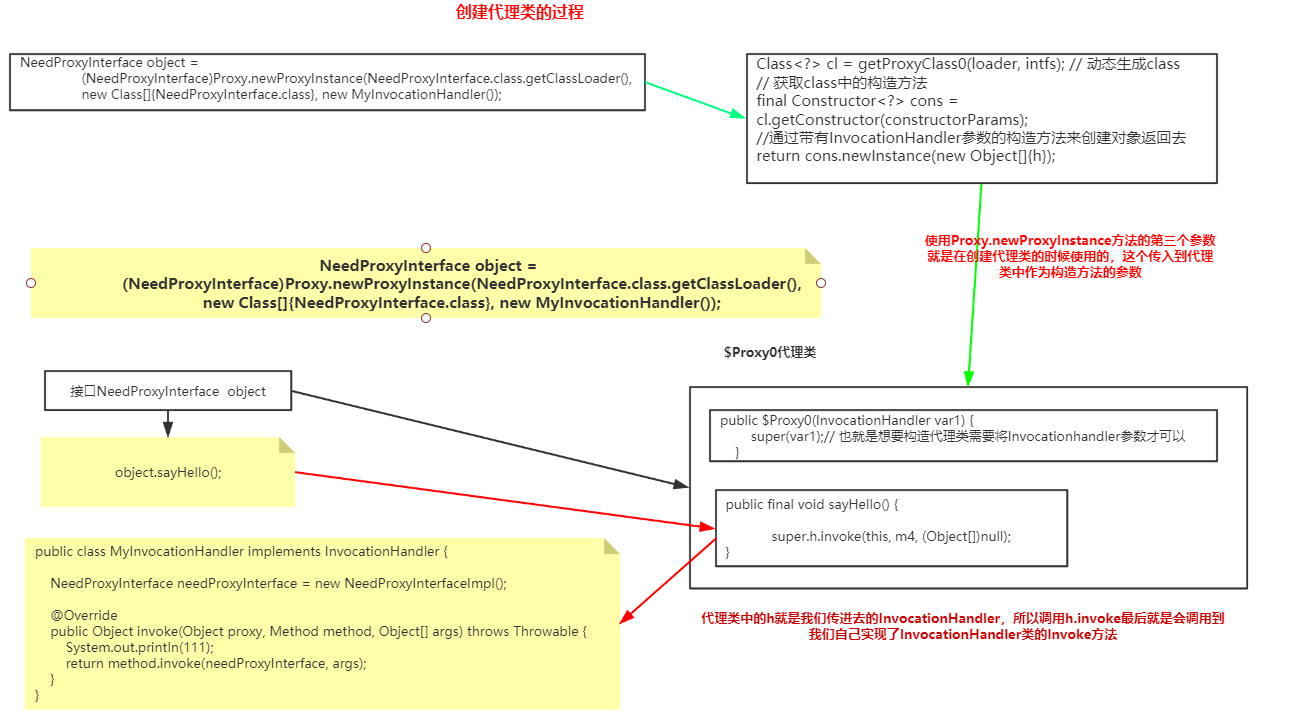 创建代理类的过程
NeedProxyInterface object =
(NeedProxyInterface)Proxy.newProxyInstance(NeedProxyInterface.class.getClassLoader(),
new Class[]{NeedProxyInterface.class}, new MyInvocationHandler());
Class<?> cl = getProxyClass0(loader, intfs); // 动态生成class
// 获取class中的构造方法
final Constructor<?> cons =
cl.getConstructor(constructorParams);
//通过带有InvocationHandler参数的构造方法来创建对象返回去
return cons.newInstance(new Object[]{h});
使用Proxy.newProxyInstance方法的第三个参数
就是在创建代理类的时候使用的，这个传入到代理
类中作为构造方法的参数
NeedProxyInterface object =
(NeedProxyInterface)Proxy.newProxyInstance(NeedProxyInterface.class.getClassLoader(),
new Class[]{NeedProxyInterface.class}, new MyInvocationHandler());
$Proxy0代理类
接口NeedProxyInterface object
public $Proxy0(InvocationHandler var1) {
super(var1);// 也就是想要构造代理类需要将Invocationhandler参数才可以
}
object.sayHello();
public final void sayHello() {
super.h.invoke(this, m4, (Object[])null);
}
public class MyInvocationHandler implements InvocationHandler {
NeedProxyInterface needProxyInterface = new NeedProxyInterfaceImpl();
@Override
public Object invoke(Object proxy, Method method, Object[] args) throws Throwable {
System.out.println(111);
return method.invoke(needProxyInterface, args);
}
}
代理类中的h就是我们传进去的InvocationHandler，所以调用h.invoke最后就是会调用到
我们自己实现了InvocationHandler类的Invoke方法